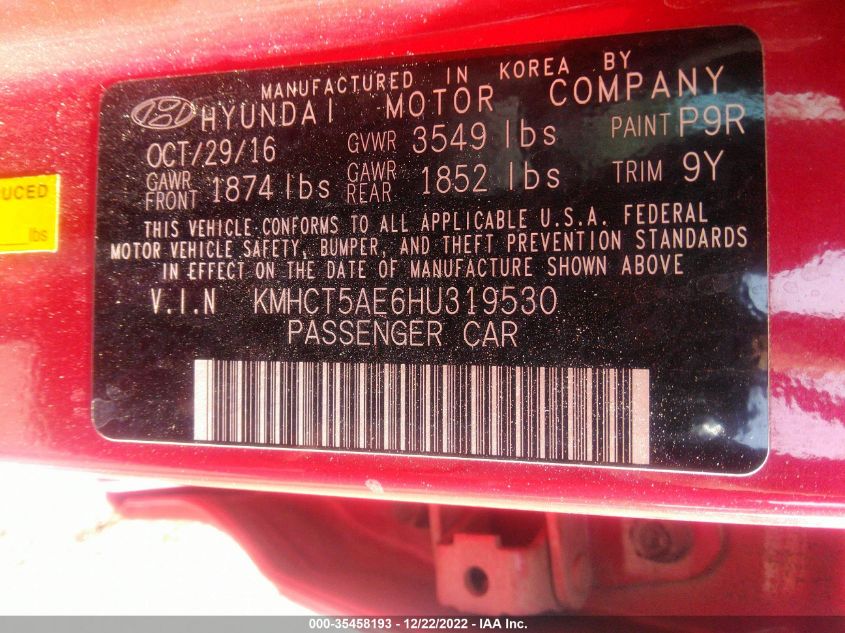 MANUFACTURED IN KOREA BY
HYUNDAI MOTOR COMPANY
OCT/29/16 GVWR 3549 lbs PAINT P9R
GAWR FRONT 1874 lbs GAWR REAR 1852 lbs TRIM 9Y
THIS VEHICLE CONFORMS TO ALL APPLICABLE U.S.A. FEDERAL
MOTOR VEHICLE SAFETY, BUMPER, AND THEFT PREVENTION STANDARDS
IN EFFECT ON THE DATE OF MANUFACTURE SHOWN ABOVE
V.I.N KMHCT5AE6HU319530
PASSENGER CAR
UCED
lbs
000-35458193 - 12/22/2022 - IAA Inc.